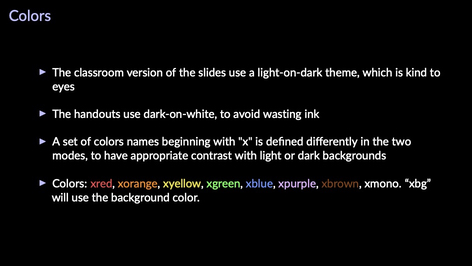 Colors
The classroom version of the slides use a light-on-dark theme, which is kind to
eyes
The handouts use dark-on-white, to avoid wasting ink
A set of colors names beginning with "x" is defined differently in the two
modes, to have appropriate contrast with light or dark backgrounds
Colors: xred, xorange, xyellow, xgreen, xblue, xpurple, xbrown, xmono. “xbg”
will use the background color.